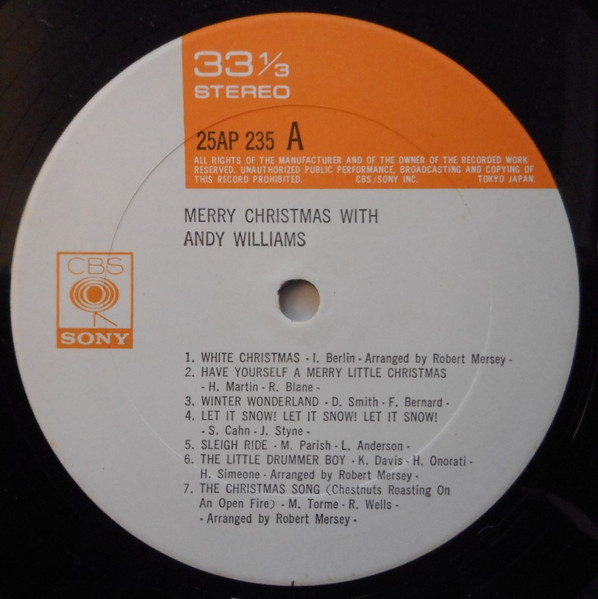 33 1/3
STEREO
25AP 235 A
ALL RIGHTS OF THE MANUFACTURER AND OF THE OWNER OF THE RECORDED WORK
RESERVED. UNAUTHORIZED PUBLIC PERFORMANCE, BROADCASTING AND COPYING OF
THIS RECORD PROHIBITED. CBS/SONY INC. TOKYO JAPAN.
MERRY CHRISTMAS WITH
ANDY WILLIAMS
CBS
SONY
1. WHITE CHRISTMAS - I. Berlin - Arranged by Robert Mersey -
2. HAVE YOURSELF A MERRY LITTLE CHRISTMAS
- H. Martin - R. Blane -
3. WINTER WONDERLAND - D. Smith - F. Bernard -
4. LET IT SNOW! LET IT SNOW! LET IT SNOW!
- S. Cahn - J. Styne -
5. SLEIGH RIDE - M. Parish - L. Anderson -
6. THE LITTLE DRUMMER BOY - K. Davis - H. Onorati -
H. Simeone - Arranged by Robert Mersey -
7. THE CHRISTMAS SONG (Chestnuts Roasting On
An Open Fire) - M. Torme - R. Wells -
- Arranged by Robert Mersey -